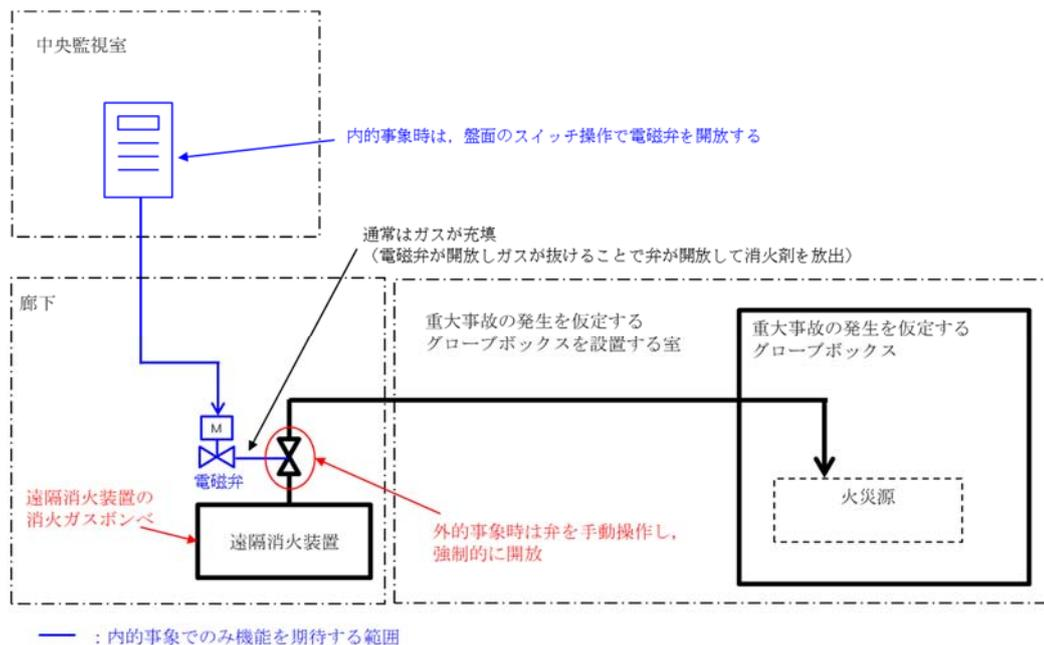 中央監視室
内的事象時は，盤面のスイッチ操作で電磁弁を開放する
通常はガスが充填
（電磁弁が開放しガスが抜けることで弁が開放して消火剤を放出）
廊下
重大事故の発生を仮定する
グローブボックスを設置する室
重大事故の発生を仮定する
グローブボックス
M
電磁弁
遠隔消火装置の
消火ガスボンベ
遠隔消火装置
外的事象時は弁を手動操作し，
強制的に開放
火災源
：内的事象でのみ機能を期待する範囲